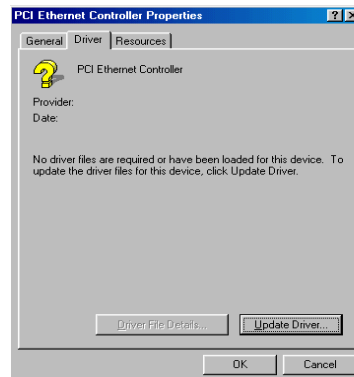 PCI Ethernet Controller Properties
General Driver Resources
PCI Ethernet Controller
Provider:
Date:
No driver files are required or have been loaded for this device. To
update the driver files for this device, click Update Driver.
Driver File Details... Update Driver...
OK Cancel